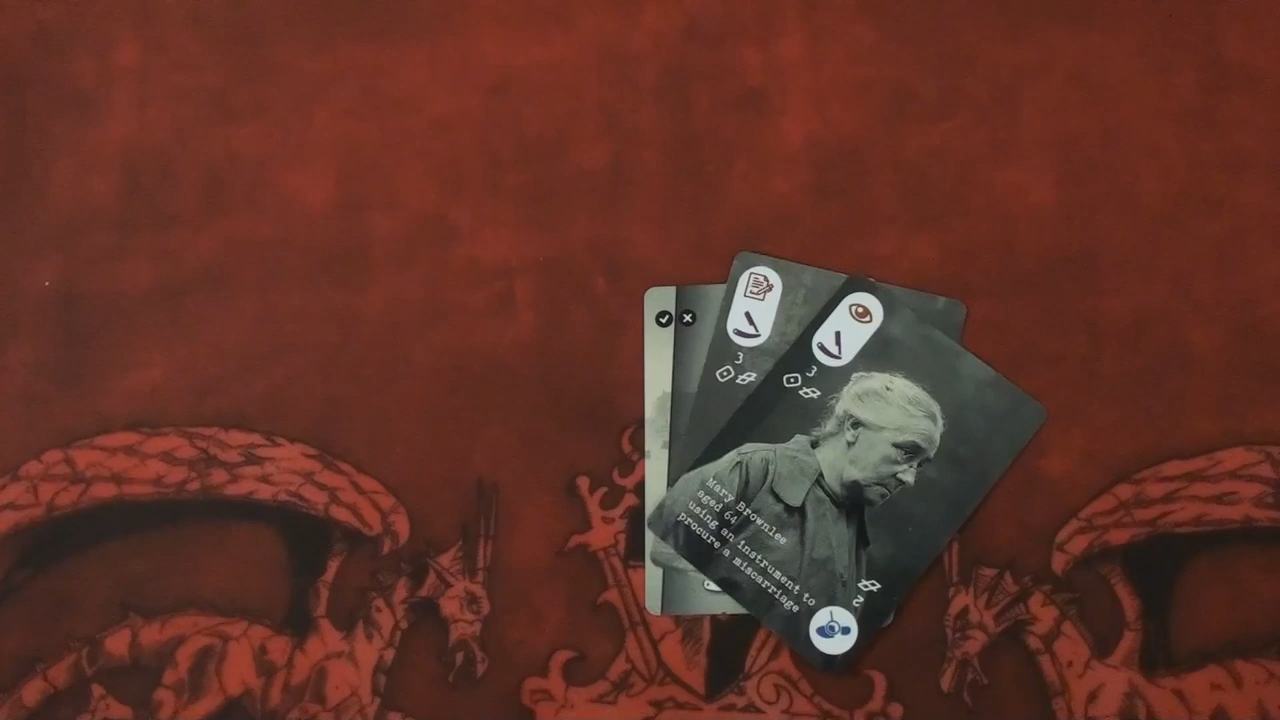 3
3
Mary Brownlee
aged 64
using an instrument to
procure a miscarriage
2